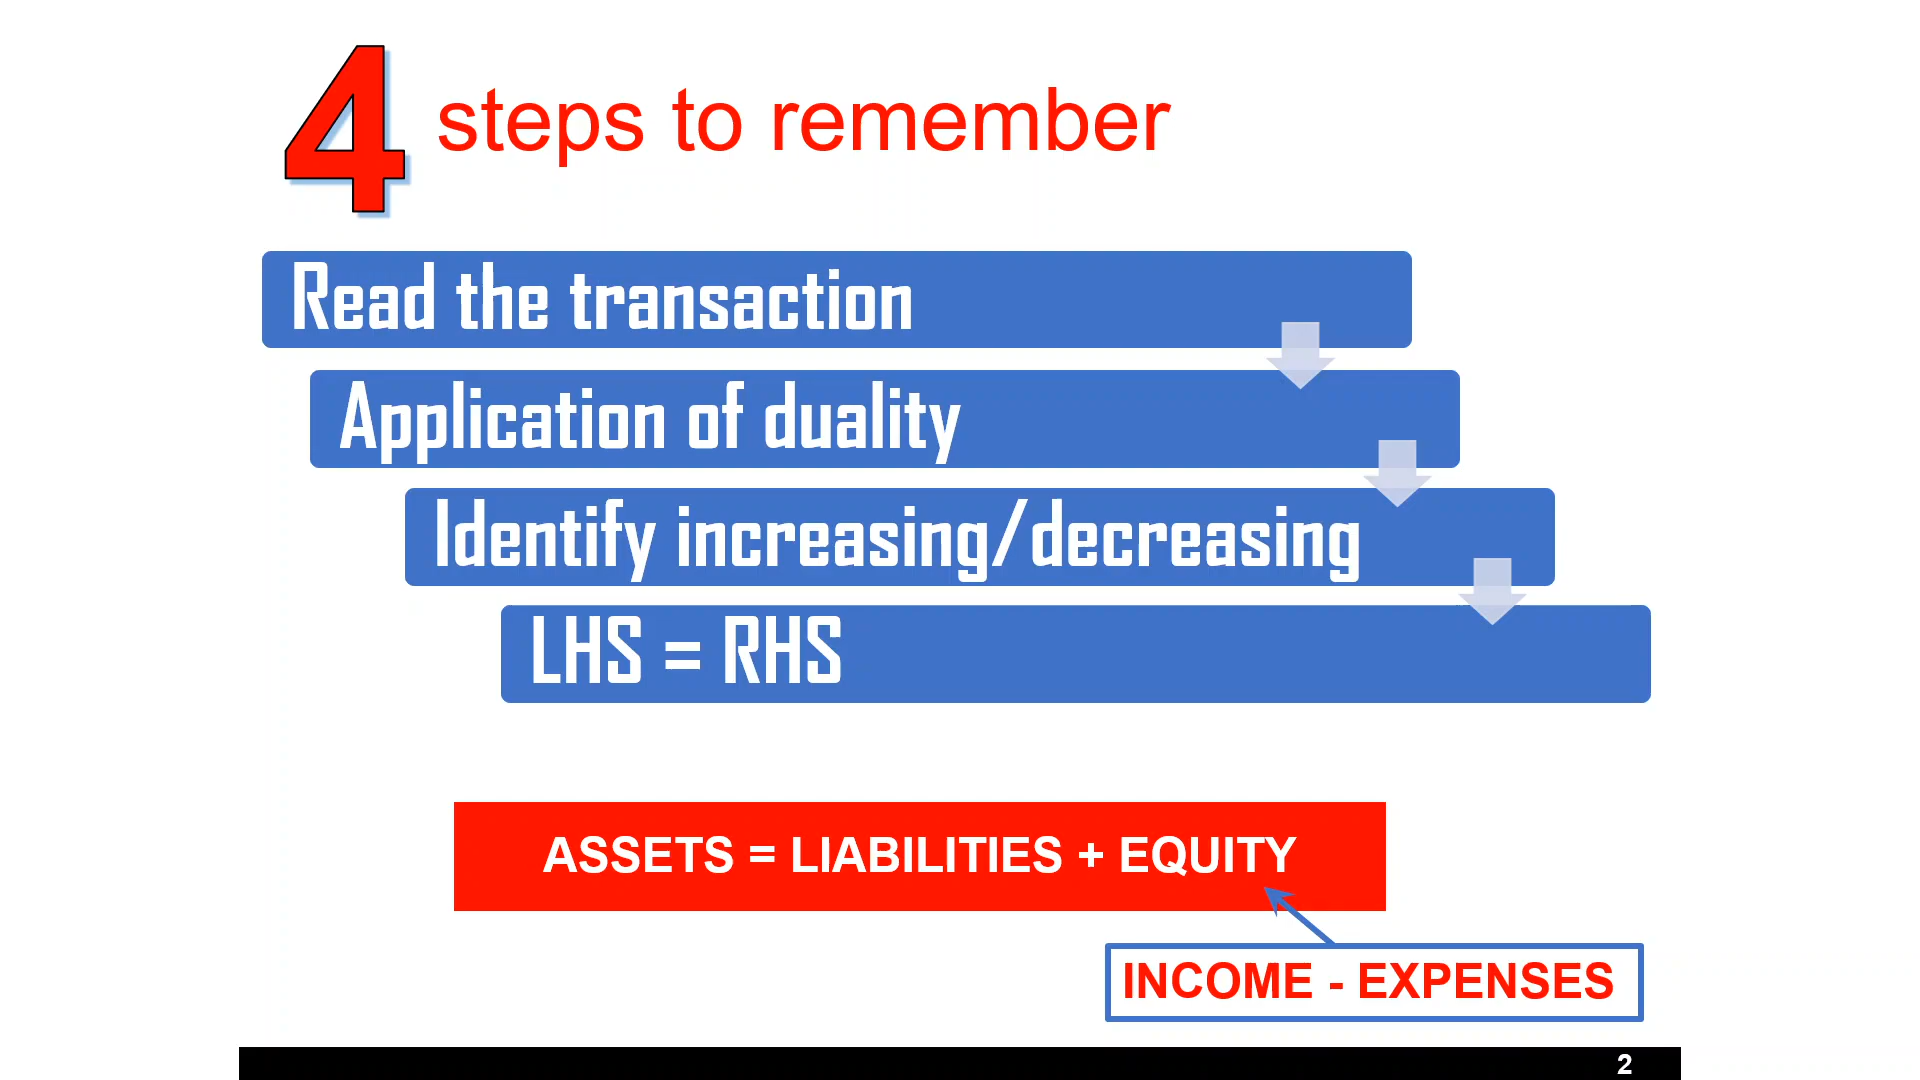 4 steps to remember
Read the transaction
Application of duality
Identify increasing/decreasing
LHS = RHS
ASSETS = LIABILITIES + EQUITY
INCOME - EXPENSES
2